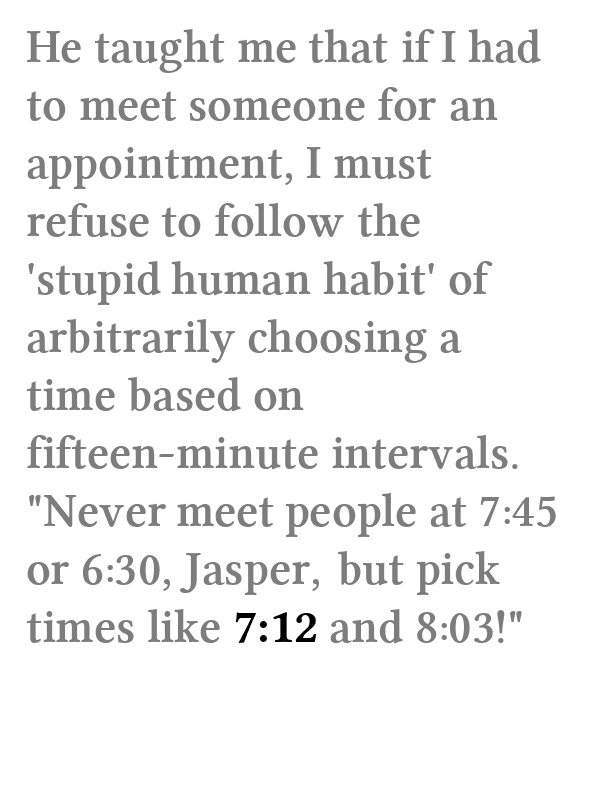 He taught me that if I had
to meet someone for an
appointment, I must
refuse to follow the
'stupid human habit' of
arbitrarily choosing a
time based on
fifteen-minute intervals.
"Never meet people at 7:45
or 6:30, Jasper, but pick
times like 7:12 and 8:03!"